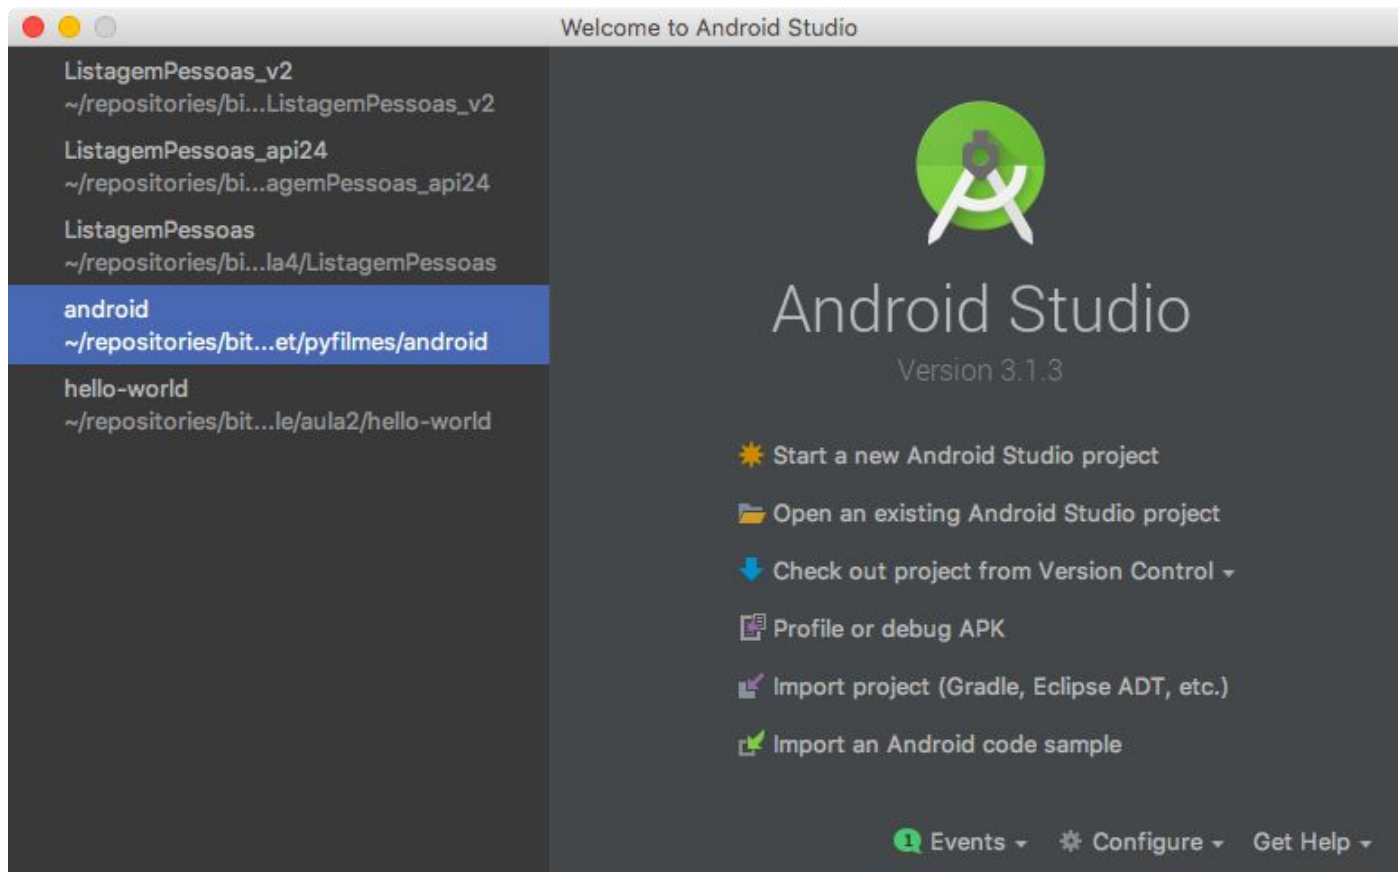 Welcome to Android Studio
ListagemPessoas_v2
~/repositories/bi...ListagemPessoas_v2
ListagemPessoas_api24
~/repositories/bi...agemPessoas_api24
ListagemPessoas
~/repositories/bi...la4/ListagemPessoas
android
~/repositories/bit...et/pyfilmes/android
hello-world
~/repositories/bit...le/aula2/hello-world
Android Studio
Version 3.1.3
Start a new Android Studio project
Open an existing Android Studio project
Check out project from Version Control
Profile or debug APK
Import project (Gradle, Eclipse ADT, etc.)
Import an Android code sample
1 Events Configure Get Help